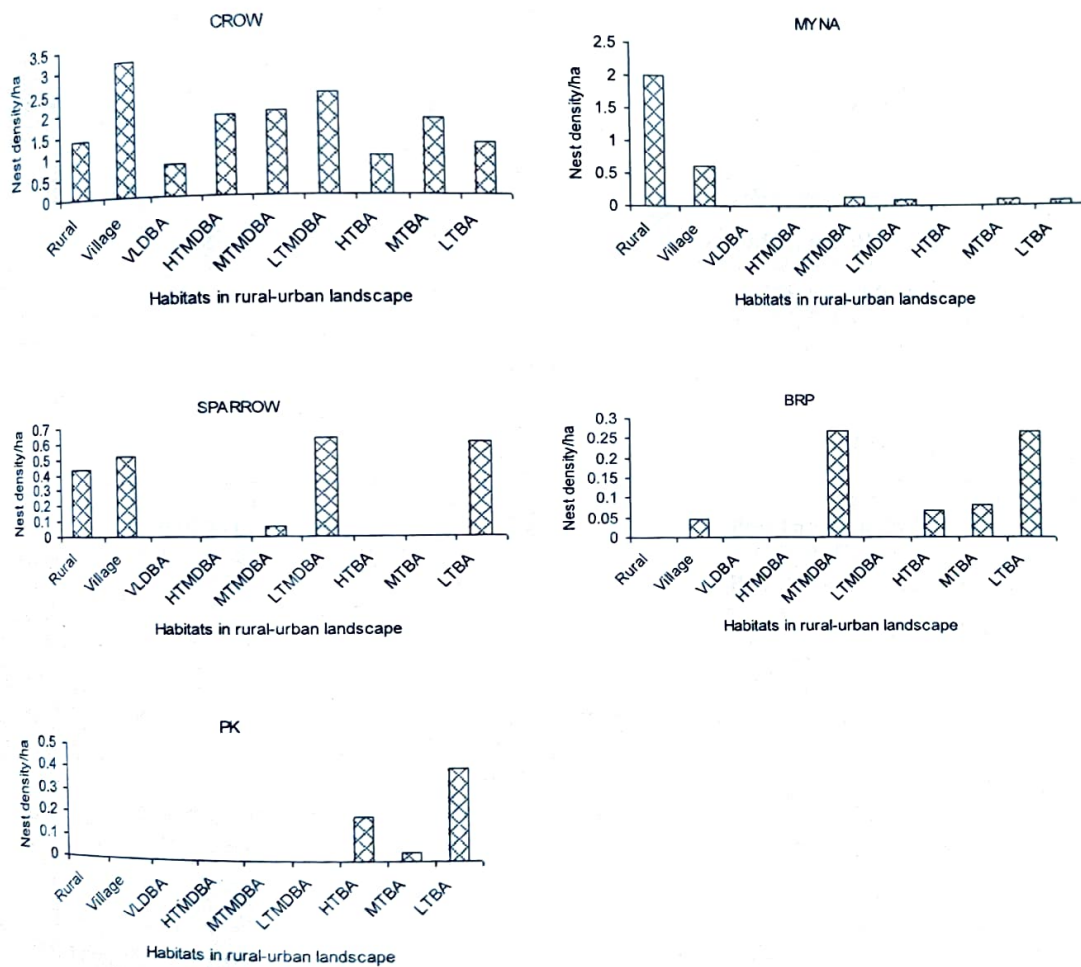 CROW
Nest density/ha
3.5
3
2.5
2
1.5
1
0.5
0
Rural
Village
VLDBA
HTMDBA
MTMDBA
LTMDBA
HTBA
MTBA
LTBA
Habitats in rural-urban landscape
MYNA
Nest density/ha
2.5
2
1.5
1
0.5
0
Rural
Village
VLDBA
HTMDBA
MTMDBA
LTMDBA
HTBA
MTBA
LTBA
Habitats in rural-urban landscape
SPARROW
Nest density/ha
0.7
0.6
0.5
0.4
0.3
0.2
0.1
0
Rural
Village
VLDBA
HTMDBA
MTMDBA
LTMDBA
HTBA
MTBA
LTBA
Habitats in rural-urban landscape
BRP
Nest density/ha
0.3
0.25
0.2
0.15
0.1
0.05
0
Rural
Village
VLDBA
HTMDBA
MTMDBA
LTMDBA
HTBA
MTBA
LTBA
Habitats in rural-urban landscape
PK
Nest density/ha
0.5
0.4
0.3
0.2
0.1
0
Rural
Village
VLDBA
HTMDBA
MTMDBA
LTMDBA
HTBA
MTBA
LTBA
Habitats in rural-urban landscape